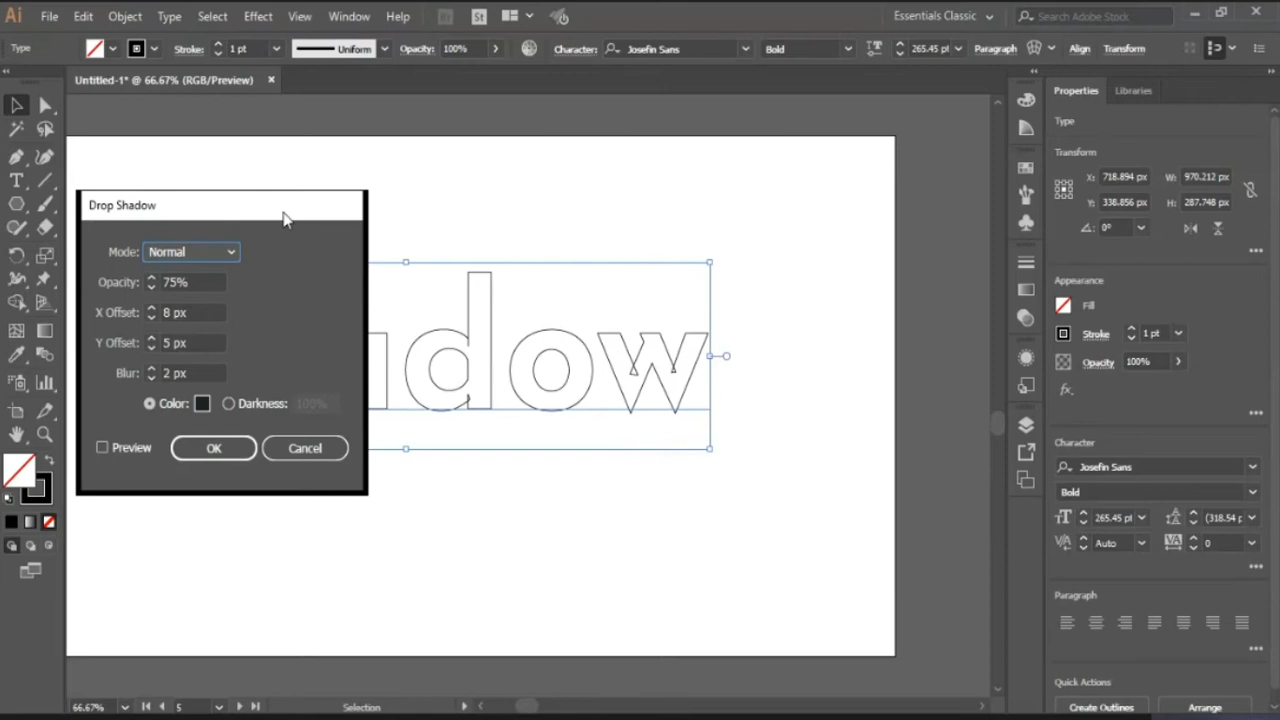 Ai File Edit Object Type Select Effect View Window Help Br St Essentials Classic Search Adobe Stock
Type Stroke: 1 pt Uniform Opacity: 100% Character: Josefin Sans Bold 265.45 pt Paragraph Align Transform
Untitled-1* @ 66.67% (RGB/Preview) ×
Properties Libraries
Type
Transform
X: 718.894 px W: 970.212 px
Y: 338.856 px H: 287.748 px
0°
Drop Shadow
Mode: Normal
Opacity: 75%
X Offset: 8 px
Y Offset: 5 px
Blur: 2 px
Color: Darkness: 100%
Preview OK Cancel
adow
Appearance
Fill
Stroke 1 pt
Opacity 100%
fx.
Character
Josefin Sans
Bold
265.45 pt (318.54 p
Auto 0
Paragraph
Quick Actions
Create Outlines Arrange
66.67% 5 Selection